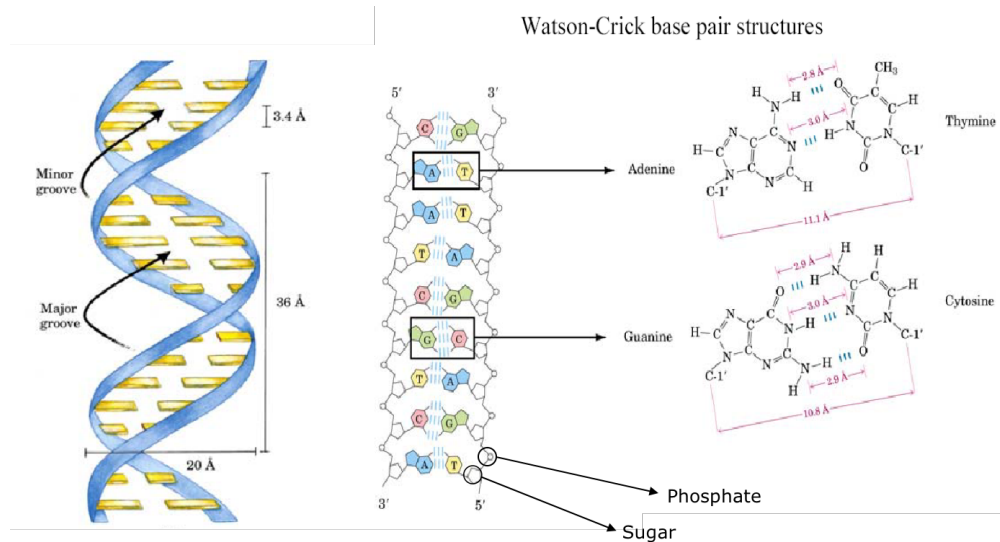 Watson-Crick base pair structures
3.4 Å
Minor
groove
Major
groove
36 Å
20 Å
5′
3′
C G
A T
A T
T A
C G
G C
T A
C G
A T
3′
5′
Adenine
Guanine
Phosphate
Sugar
2.8 Å
CH3
H
O
H
N
H
3.0 Å
N
N
H
N
H
N
N
N
H
O
C-1′
C-1′
11.1 Å
Thymine
2.9 Å
H
H
N
H
O
H
3.0 Å
N
H
N
H
N
N
N
N
O
C-1′
N
H
H
C-1′
2.9 Å
10.8 Å
Cytosine